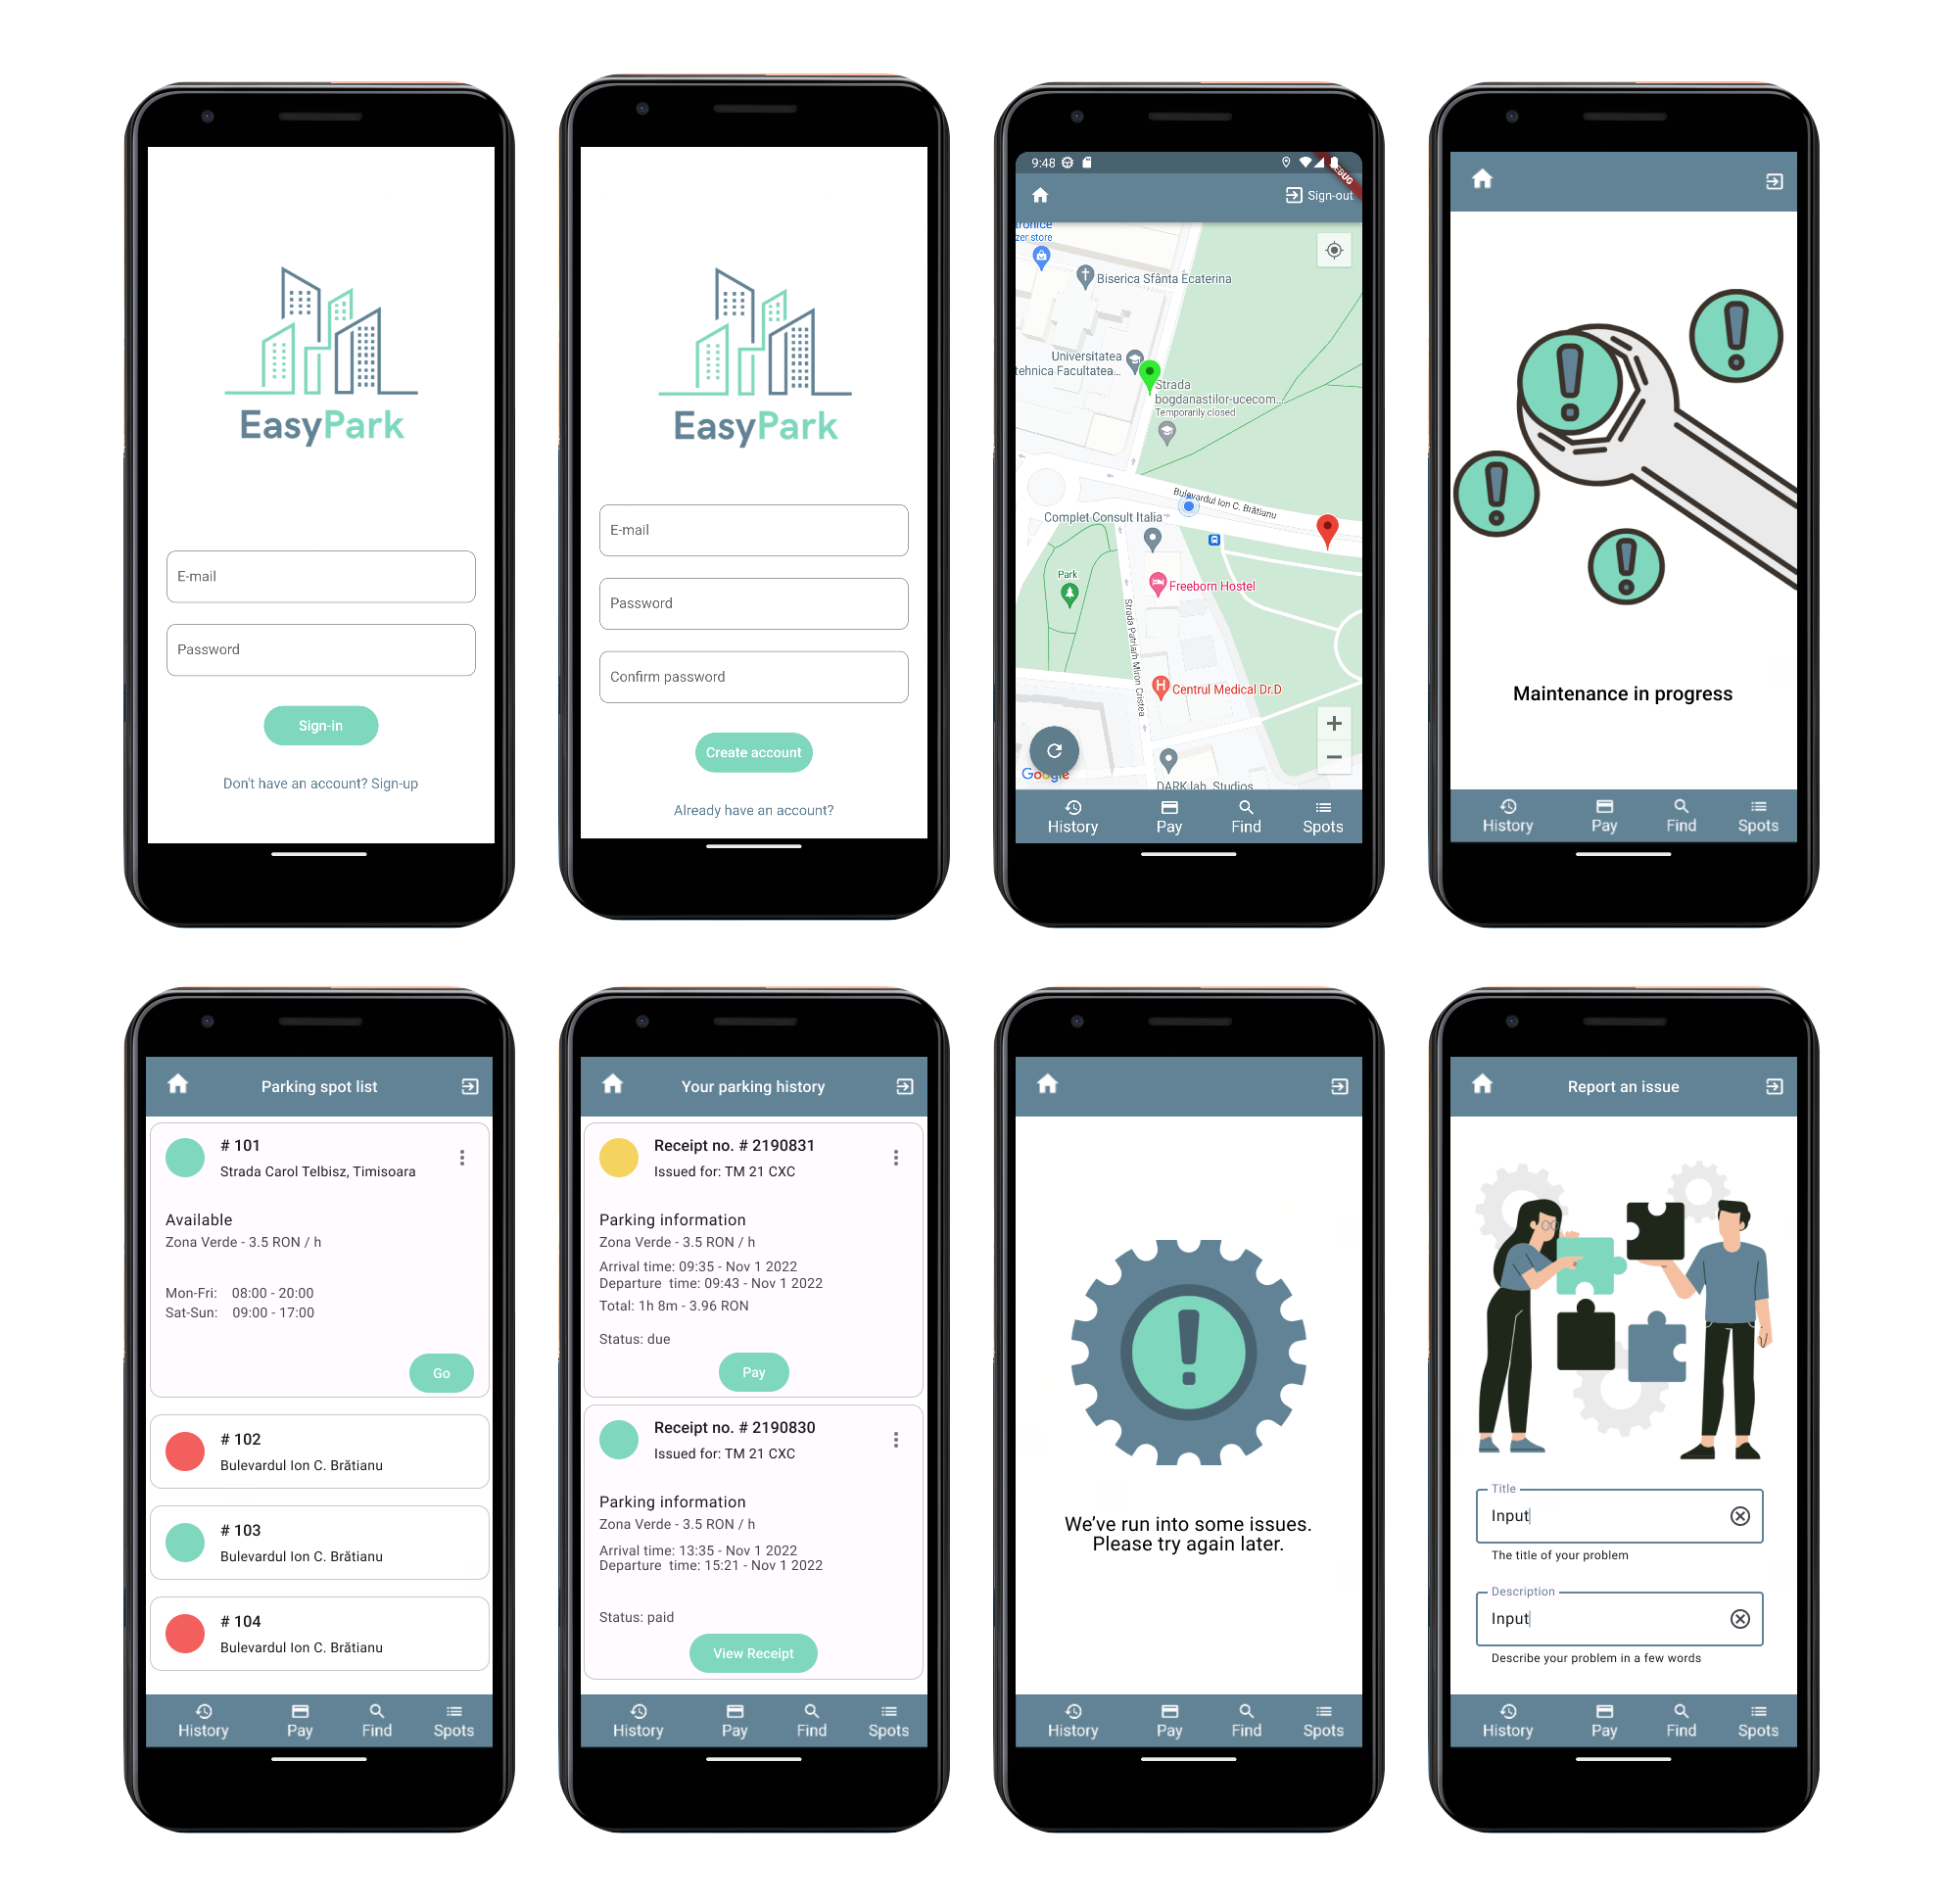 EasyPark
E-mail
Password
Sign-in
Don't have an account? Sign-up
EasyPark
E-mail
Password
Confirm password
Create account
Already have an account?
9:48
DEBUG
Sign-out
tronice
zer store
Biserica Sfânta Ecaterina
Universitatea
tehnica Facultatea...
Strada
bogdanastilor-ucecom...
Temporarily closed
Bulevardul Ion C. Brătianu
Complet Consult Italia
Park
Freeborn Hostel
Strada Patriarh Miron Cristea
Centrul Medical Dr.D
Google
DARK lab. Studios
History Pay Find Spots
Maintenance in progress
History Pay Find Spots
Parking spot list
# 101
Strada Carol Telbisz, Timisoara
Available
Zona Verde - 3.5 RON / h
Mon-Fri: 08:00 - 20:00
Sat-Sun: 09:00 - 17:00
Go
# 102
Bulevardul Ion C. Brătianu
# 103
Bulevardul Ion C. Brătianu
# 104
Bulevardul Ion C. Brătianu
History Pay Find Spots
Your parking history
Receipt no. # 2190831
Issued for: TM 21 CXC
Parking information
Zona Verde - 3.5 RON / h
Arrival time: 09:35 - Nov 1 2022
Departure time: 09:43 - Nov 1 2022
Total: 1h 8m - 3.96 RON
Status: due
Pay
Receipt no. # 2190830
Issued for: TM 21 CXC
Parking information
Zona Verde - 3.5 RON / h
Arrival time: 13:35 - Nov 1 2022
Departure time: 15:21 - Nov 1 2022
Status: paid
View Receipt
History Pay Find Spots
We've run into some issues.
Please try again later.
History Pay Find Spots
Report an issue
Title
Input
The title of your problem
Description
Input
Describe your problem in a few words
History Pay Find Spots